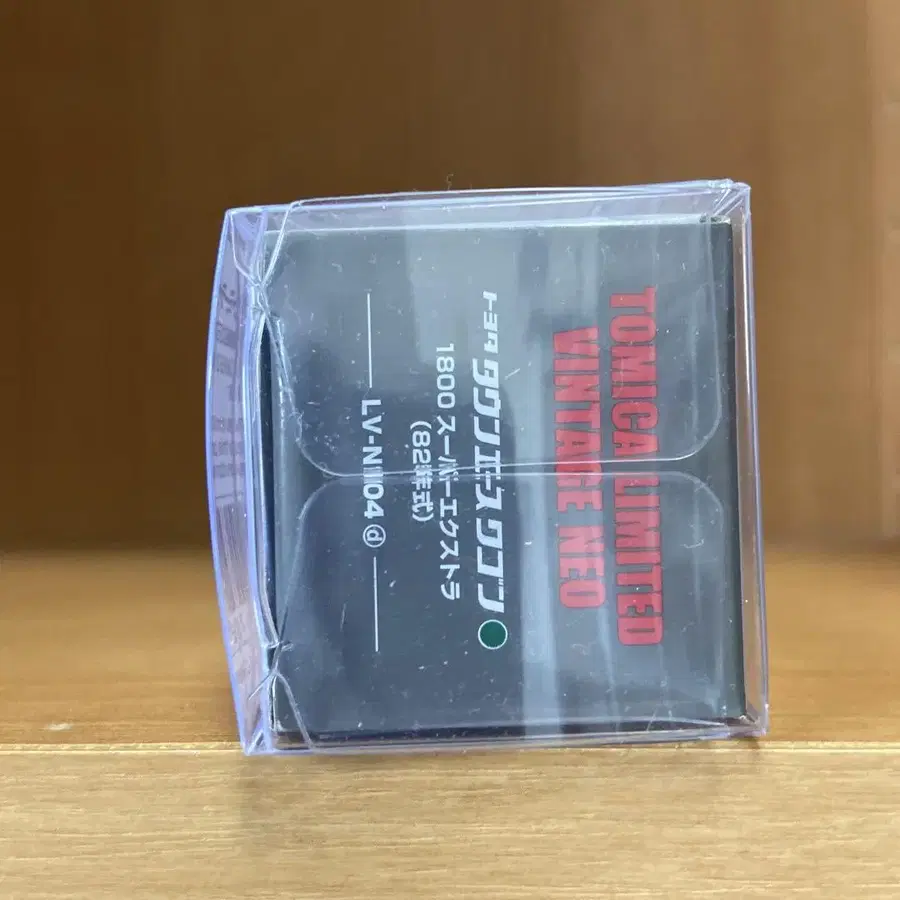 TOMICA LIMITED
VINTAGE NEO
トヨタ タウンエース ワゴン
1800 スーパーエクストラ
(82年式)
LV-N104 ⓓ